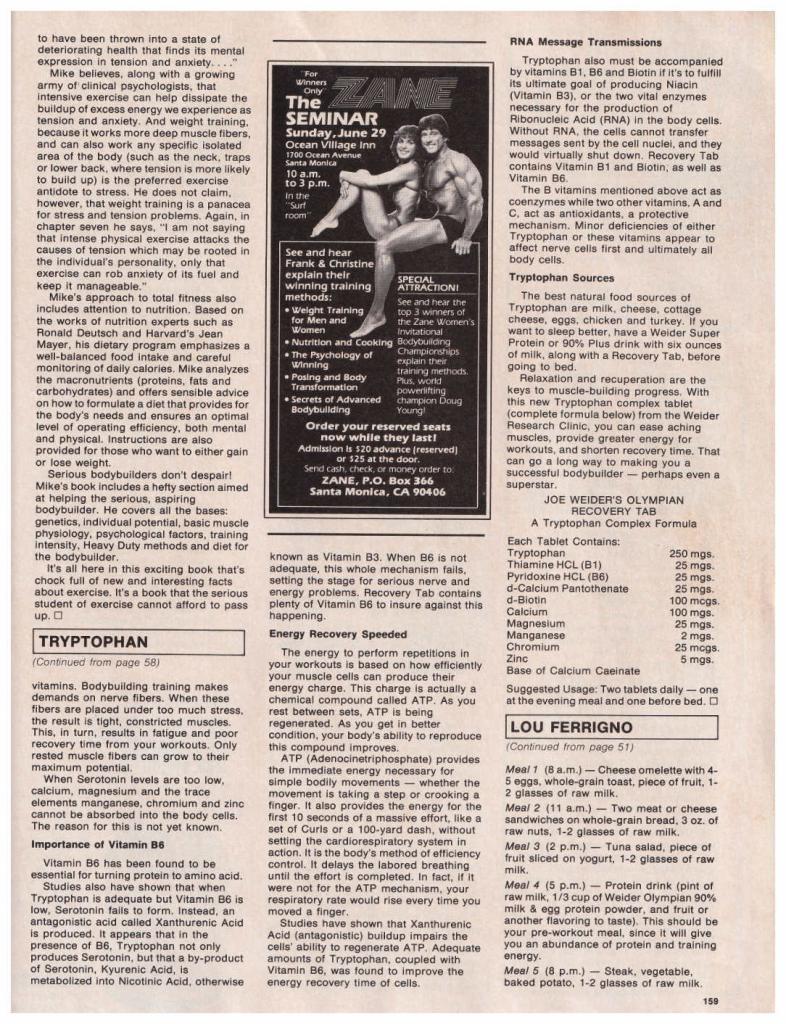 to have been thrown into a state of
deteriorating health that finds its mental
expression in tension and anxiety. . . ."
Mike believes, along with a growing
army of clinical psychologists, that
intensive exercise can help dissipate the
buildup of excess energy we experience as
tension and anxiety. And weight training,
because it works more deep muscle fibers,
and can also work any specific isolated
area of the body (such as the neck, traps
or lower back, where tension is more likely
to build up) is the preferred exercise
antidote to stress. He does not claim,
however, that weight training is a panacea
for stress and tension problems. Again, in
chapter seven he says, "I am not saying
that intense physical exercise attacks the
causes of tension which may be rooted in
the individual's personality, only that
exercise can rob anxiety of its fuel and
keep it manageable."
Mike's approach to total fitness also
includes attention to nutrition. Based on
the works of nutrition experts such as
Ronald Deutsch and Harvard's Jean
Mayer, his dietary program emphasizes a
well-balanced food intake and careful
monitoring of daily calories. Mike analyzes
the macronutrients (proteins, fats and
carbohydrates) and offers sensible advice
on how to formulate a diet that provides for
the body's needs and ensures an optimal
level of operating efficiency, both mental
and physical. Instructions are also
provided for those who want to either gain
or lose weight.
Serious bodybuilders don't despair!
Mike's book includes a hefty section aimed
at helping the serious, aspiring
bodybuilder. He covers all the bases:
genetics, individual potential, basic muscle
physiology, psychological factors, training
intensity, Heavy Duty methods and diet for
the bodybuilder.
It's all here in this exciting book that's
chock full of new and interesting facts
about exercise. It's a book that the serious
student of exercise cannot afford to pass
up. □
TRYPTOPHAN
(Continued from page 58)
vitamins. Bodybuilding training makes
demands on nerve fibers. When these
fibers are placed under too much stress,
the result is tight, constricted muscles.
This, in turn, results in fatigue and poor
recovery time from your workouts. Only
rested muscle fibers can grow to their
maximum potential.
When Serotonin levels are too low,
calcium, magnesium and the trace
elements manganese, chromium and zinc
cannot be absorbed into the body cells.
The reason for this is not yet known.
Importance of Vitamin B6
Vitamin B6 has been found to be
essential for turning protein to amino acid.
Studies also have shown that when
Tryptophan is adequate but Vitamin B6 is
low, Serotonin fails to form. Instead, an
antagonistic acid called Xanthurenic Acid
is produced. It appears that in the
presence of B6, Tryptophan not only
produces Serotonin, but that a by-product
of Serotonin, Kyurenic Acid, is
metabolized into Nicotinic Acid, otherwise
"For
Winners
Only"
ZANE
The
SEMINAR
Sunday, June 29
Ocean Village Inn
1700 Ocean Avenue
Santa Monica
10 a.m.
to 3 p.m.
In the
"Surf
room"
See and hear
Frank & Christine
explain their
winning training
methods:
• Weight Training
for Men and
Women
• Nutrition and Cooking
• The Psychology of
Winning
• Posing and Body
Transformation
• Secrets of Advanced
Bodybuilding
SPECIAL
ATTRACTION!
See and hear the
top 3 winners of
the Zane Women's
Invitational
Bodybuilding
Championships
explain their
training methods.
Plus, world
powerlifting
champion Doug
Young!
Order your reserved seats
now while they last!
Admission is $20 advance (reserved)
or $25 at the door.
Send cash, check, or money order to:
ZANE, P.O. Box 366
Santa Monica, CA 90406
known as Vitamin B3. When B6 is not
adequate, this whole mechanism fails,
setting the stage for serious nerve and
energy problems. Recovery Tab contains
plenty of Vitamin B6 to insure against this
happening.
Energy Recovery Speeded
The energy to perform repetitions in
your workouts is based on how efficiently
your muscle cells can produce their
energy charge. This charge is actually a
chemical compound called ATP. As you
rest between sets, ATP is being
regenerated. As you get in better
condition, your body's ability to reproduce
this compound improves.
ATP (Adenocinetriphosphate) provides
the immediate energy necessary for
simple bodily movements — whether the
movement is taking a step or crooking a
finger. It also provides the energy for the
first 10 seconds of a massive effort, like a
set of Curls or a 100-yard dash, without
setting the cardiorespiratory system in
action. It is the body's method of efficiency
control. It delays the labored breathing
until the effort is completed. In fact, if it
were not for the ATP mechanism, your
respiratory rate would rise every time you
moved a finger.
Studies have shown that Xanthurenic
Acid (antagonistic) buildup impairs the
cells' ability to regenerate ATP. Adequate
amounts of Tryptophan, coupled with
Vitamin B6, was found to improve the
energy recovery time of cells.
RNA Message Transmissions
Tryptophan also must be accompanied
by vitamins B1, B6 and Biotin if it's to fulfill
its ultimate goal of producing Niacin
(Vitamin B3), or the two vital enzymes
necessary for the production of
Ribonucleic Acid (RNA) in the body cells.
Without RNA, the cells cannot transfer
messages sent by the cell nuclei, and they
would virtually shut down. Recovery Tab
contains Vitamin B1 and Biotin, as well as
Vitamin B6.
The B vitamins mentioned above act as
coenzymes while two other vitamins, A and
C, act as antioxidants, a protective
mechanism. Minor deficiencies of either
Tryptophan or these vitamins appear to
affect nerve cells first and ultimately all
body cells.
Tryptophan Sources
The best natural food sources of
Tryptophan are milk, cheese, cottage
cheese, eggs, chicken and turkey. If you
want to sleep better, have a Weider Super
Protein or 90% Plus drink with six ounces
of milk, along with a Recovery Tab, before
going to bed.
Relaxation and recuperation are the
keys to muscle-building progress. With
this new Tryptophan complex tablet
(complete formula below) from the Weider
Research Clinic, you can ease aching
muscles, provide greater energy for
workouts, and shorten recovery time. That
can go a long way to making you a
successful bodybuilder — perhaps even a
superstar.
JOE WEIDER'S OLYMPIAN
RECOVERY TAB
A Tryptophan Complex Formula
Each Tablet Contains:
Tryptophan 250 mgs.
Thiamine HCL (B1) 25 mgs.
Pyridoxine HCL (B6) 25 mgs.
d-Calcium Pantothenate 25 mgs.
d-Biotin 100 mcgs.
Calcium 100 mgs.
Magnesium 25 mgs.
Manganese 2 mgs.
Chromium 25 mcgs.
Zinc 5 mgs.
Base of Calcium Caeinate
Suggested Usage: Two tablets daily — one
at the evening meal and one before bed. □
LOU FERRIGNO
(Continued from page 51)
Meal 1 (8 a.m.) — Cheese omelette with 4-
5 eggs, whole-grain toast, piece of fruit, 1-
2 glasses of raw milk.
Meal 2 (11 a.m.) — Two meat or cheese
sandwiches on whole-grain bread, 3 oz. of
raw nuts, 1-2 glasses of raw milk.
Meal 3 (2 p.m.) — Tuna salad, piece of
fruit sliced on yogurt, 1-2 glasses of raw
milk.
Meal 4 (5 p.m.) — Protein drink (pint of
raw milk, 1/3 cup of Weider Olympian 90%
milk & egg protein powder, and fruit or
another flavoring to taste). This should be
your pre-workout meal, since it will give
you an abundance of protein and training
energy.
Meal 5 (8 p.m.) — Steak, vegetable,
baked potato, 1-2 glasses of raw milk.
159